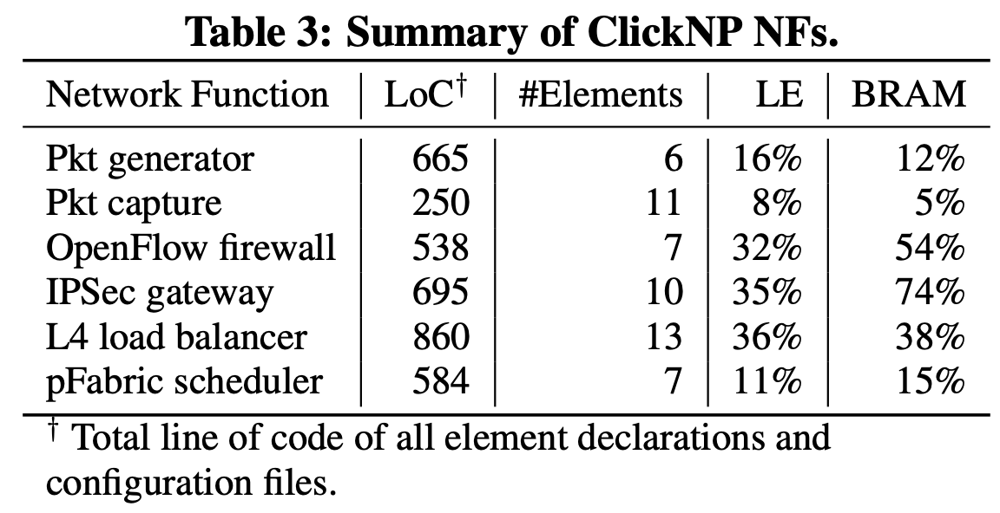 Table 3: Summary of ClickNP NFs.
Network Function LoC† #Elements LE BRAM
Pkt generator 665 6 16% 12%
Pkt capture 250 11 8% 5%
OpenFlow firewall 538 7 32% 54%
IPSec gateway 695 10 35% 74%
L4 load balancer 860 13 36% 38%
pFabric scheduler 584 7 11% 15%
† Total line of code of all element declarations and
configuration files.